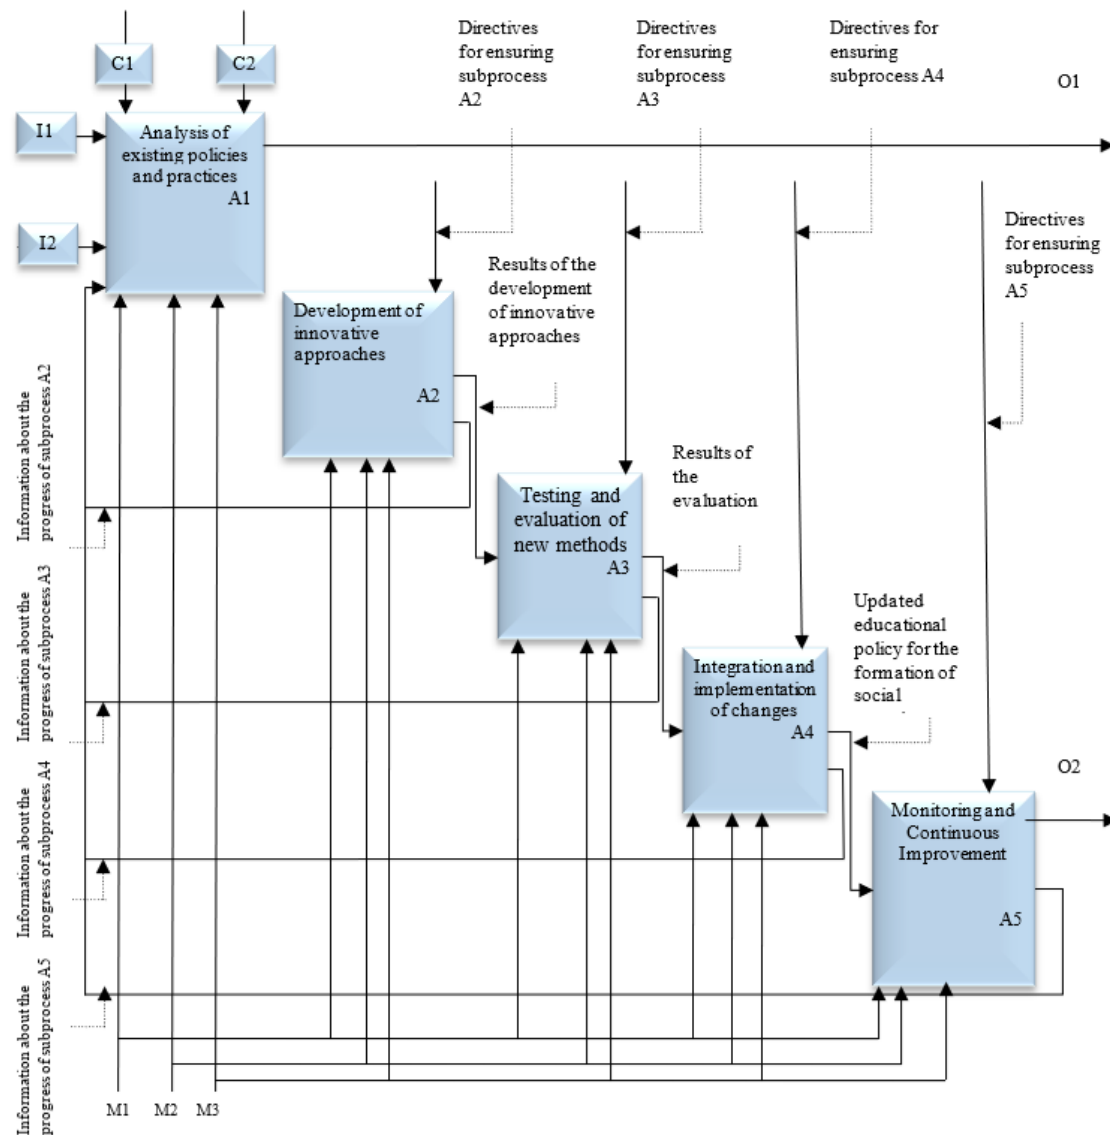 C1
C2
Directives
for ensuring
subprocess
A2
Directives
for ensuring
subprocess
A3
Directives for
ensuring
subprocess A4
O1
I1
Analysis of
existing policies
and practices
A1
I2
Directives
for ensuring
subprocess
A5
Results of the
development
of innovative
approaches
Development of
innovative
approaches
A2
Information about the
progress of subprocess A2
Results of
the
evaluation
Testing and
evaluation of
new methods
A3
Information about the
progress of subprocess A3
Updated
educational
policy for the
formation of
social
Integration and
implementation
of changes
A4
Information about the
progress of subprocess A4
O2
Monitoring and
Continuous
Improvement
A5
Information about the
progress of subprocess A5
M1
M2
M3